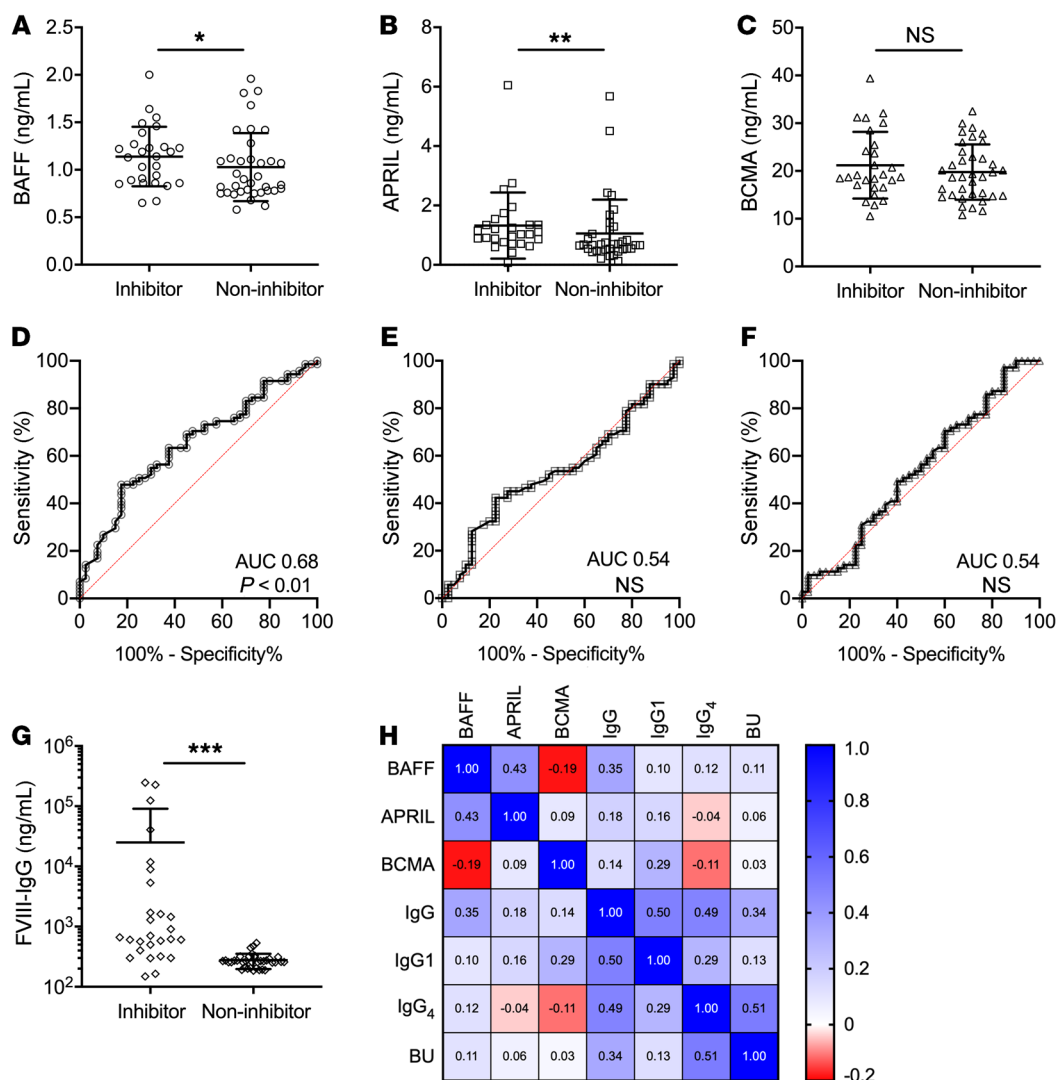 A
B
C
*
**
NS
2.5
2.0
1.5
1.0
0.5
0.0
BAFF (ng/mL)
Inhibitor Non-inhibitor
8
6
4
2
0
APRIL (ng/mL)
Inhibitor Non-inhibitor
50
40
30
20
10
0
BCMA (ng/mL)
Inhibitor Non-inhibitor
D
E
F
100
80
60
40
20
0
Sensitivity (%)
AUC 0.68
P < 0.01
0 20 40 60 80 100
100% - Specificity%
100
80
60
40
20
0
Sensitivity (%)
AUC 0.54
NS
0 20 40 60 80 100
100% - Specificity%
100
80
60
40
20
0
Sensitivity (%)
AUC 0.54
NS
0 20 40 60 80 100
100% - Specificity%
G
***
10⁶
10⁵
10⁴
10³
10²
FVIII-IgG (ng/mL)
Inhibitor Non-inhibitor
H
BAFF APRIL BCMA IgG IgG1 IgG₄ BU
BAFF 1.00 0.43 -0.19 0.35 0.10 0.12 0.11
APRIL 0.43 1.00 0.09 0.18 0.16 -0.04 0.06
BCMA -0.19 0.09 1.00 0.14 0.29 -0.11 0.03
IgG 0.35 0.18 0.14 1.00 0.50 0.49 0.34
IgG1 0.10 0.16 0.29 0.50 1.00 0.29 0.13
IgG₄ 0.12 -0.04 -0.11 0.49 0.29 1.00 0.51
BU 0.11 0.06 0.03 0.34 0.13 0.51 1.00
1.0
0.8
0.6
0.4
0.2
0
-0.2